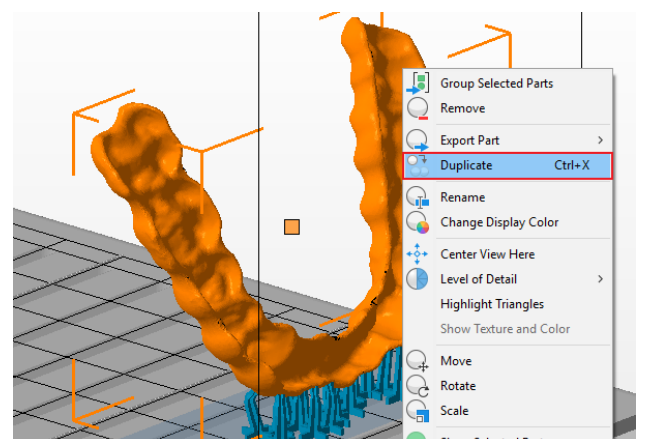 Group Selected Parts
Remove
Export Part
Duplicate Ctrl+X
Rename
Change Display Color
Center View Here
Level of Detail
Highlight Triangles
Show Texture and Color
Move
Rotate
Scale